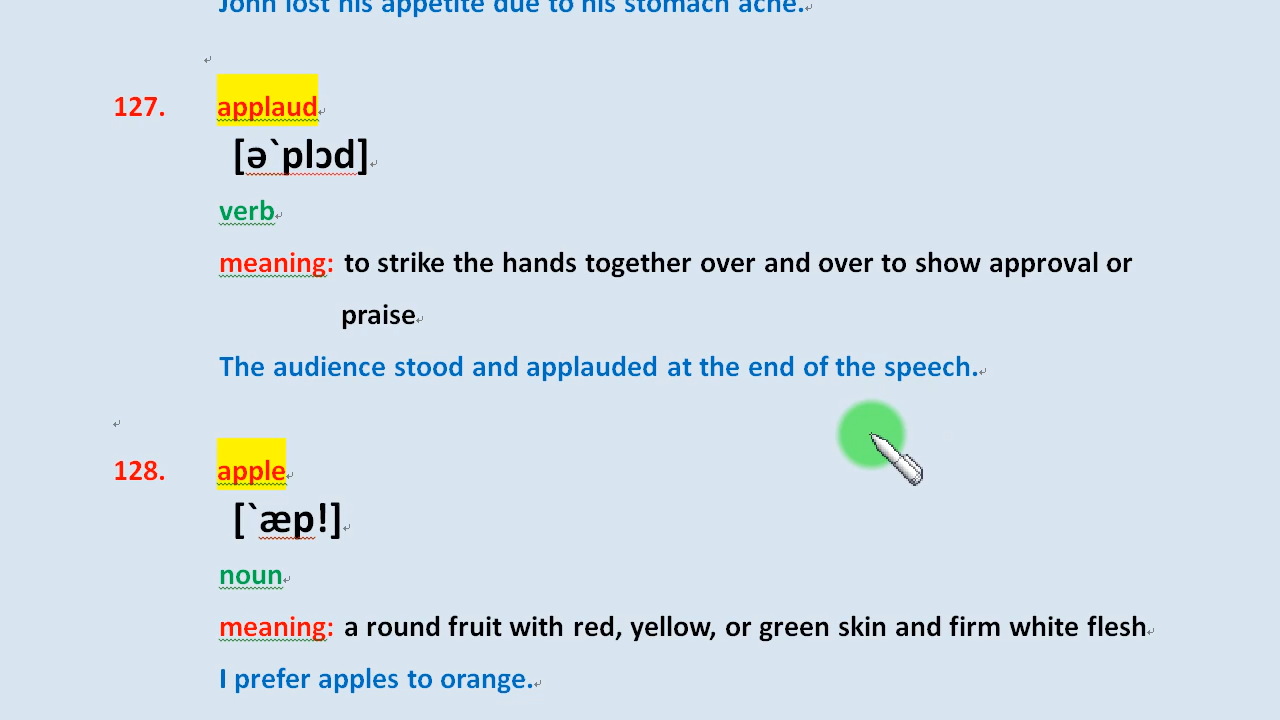 John lost his appetite due to his stomach ache.
127. applaud
[ə`plɔd]
verb
meaning: to strike the hands together over and over to show approval or
praise
The audience stood and applauded at the end of the speech.
128. apple
[`æp!]
noun
meaning: a round fruit with red, yellow, or green skin and firm white flesh
I prefer apples to orange.